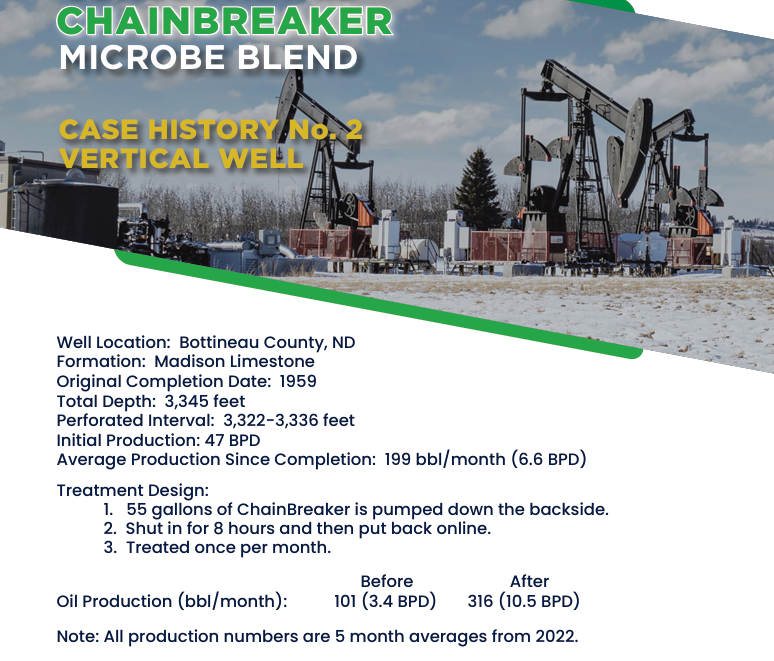 CHAINBREAKER
MICROBE BLEND
CASE HISTORY No. 2
VERTICAL WELL
Well Location: Bottineau County, ND
Formation: Madison Limestone
Original Completion Date: 1959
Total Depth: 3,345 feet
Perforated Interval: 3,322-3,336 feet
Initial Production: 47 BPD
Average Production Since Completion: 199 bbl/month (6.6 BPD)
Treatment Design:
1. 55 gallons of ChainBreaker is pumped down the backside.
2. Shut in for 8 hours and then put back online.
3. Treated once per month.
Before After
Oil Production (bbl/month): 101 (3.4 BPD) 316 (10.5 BPD)
Note: All production numbers are 5 month averages from 2022.